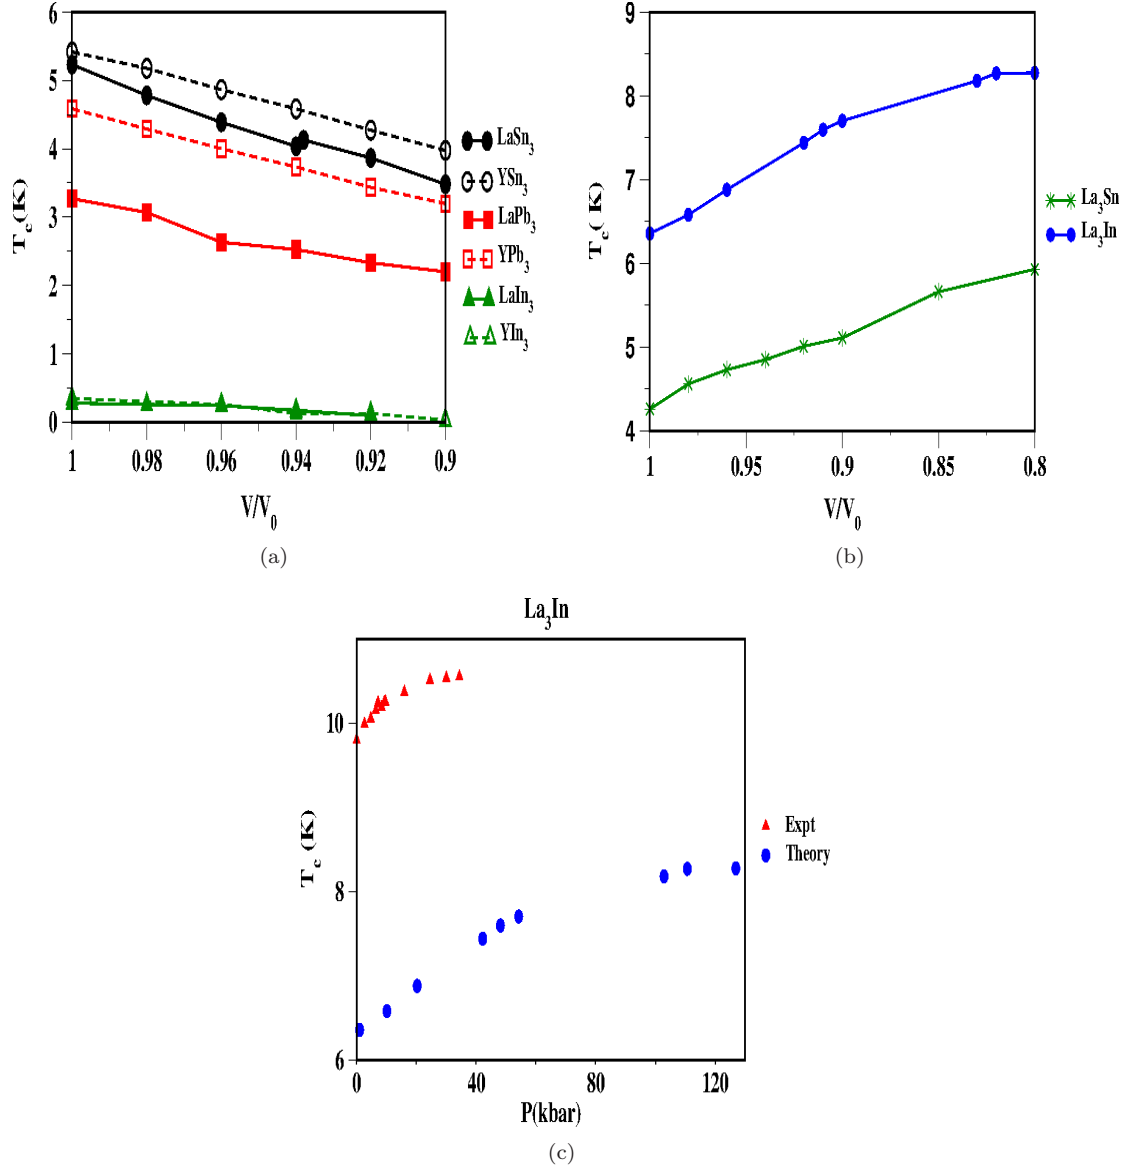 6
5
4
3
2
1
0
T_c(K)
1 0.98 0.96 0.94 0.92 0.9
V/V_0
LaSn_3
YSn_3
LaPb_3
YPb_3
LaIn_3
YIn_3
(a)
9
8
7
6
5
4
T_c( K)
1 0.95 0.9 0.85 0.8
V/V_0
La_3Sn
La_3In
(b)
La_3In
10
8
6
T_c (K)
0 40 80 120
P(kbar)
Expt
Theory
(c)